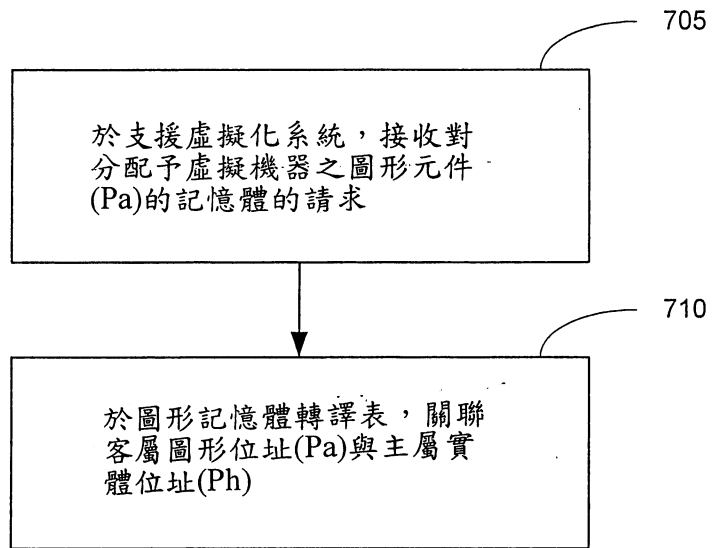 705
於支援虛擬化系統，接收對
分配予虛擬機器之圖形元件
(Pa)的記憶體的請求
710
於圖形記憶體轉譯表，關聯
客屬圖形位址(Pa)與主屬實
體位址(Ph)